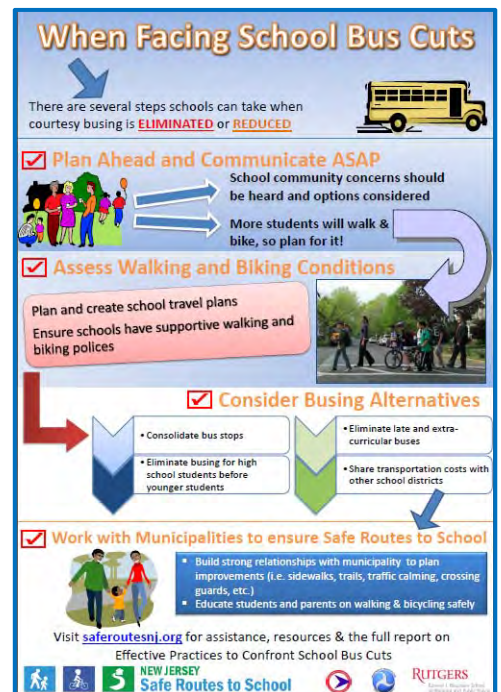 When Facing School Bus Cuts
There are several steps schools can take when
courtesy busing is ELIMINATED or REDUCED
Plan Ahead and Communicate ASAP
School community concerns should
be heard and options considered
More students will walk &
bike, so plan for it!
Assess Walking and Biking Conditions
Plan and create school travel plans
Ensure schools have supportive walking and
biking polices
Consider Busing Alternatives
• Consolidate bus stops
• Eliminate busing for high
school students before
younger students
• Eliminate late and extra-
curricular buses
• Share transportation costs with
other school districts
Work with Municipalities to ensure Safe Routes to School
▪ Build strong relationships with municipality to plan
improvements (i.e. sidewalks, trails, traffic calming, crossing
guards, etc.)
▪ Educate students and parents on walking & bicycling safely
Visit saferoutesnj.org for assistance, resources & the full report on
Effective Practices to Confront School Bus Cuts
NEW JERSEY
Safe Routes to School
RUTGERS